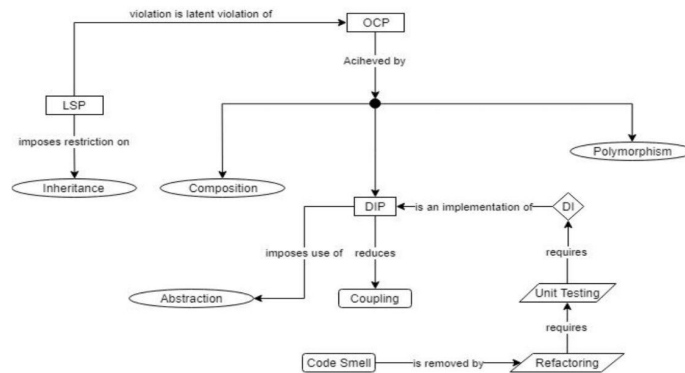 violation is latent violation of
OCP
Aciheved by
LSP
imposes restriction on
Polymorphism
Inheritance
Composition
DIP
is an implementation of
DI
imposes use of
reduces
requires
Abstraction
Coupling
Unit Testing
requires
Code Smell
is removed by
Refactoring